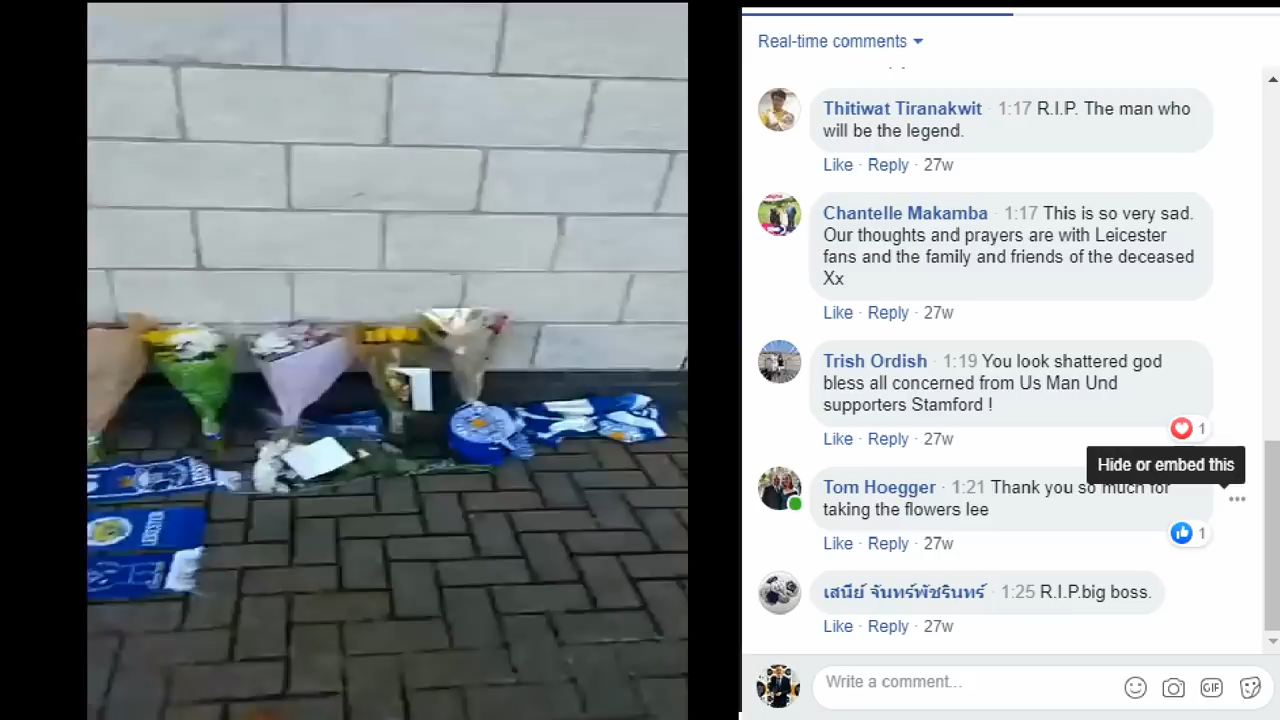 Real-time comments
Thitiwat Tiranakwit · 1:17 R.I.P. The man who
will be the legend.
Like · Reply · 27w
Chantelle Makamba · 1:17 This is so very sad.
Our thoughts and prayers are with Leicester
fans and the family and friends of the deceased
Xx
Like · Reply · 27w
Trish Ordish · 1:19 You look shattered god
bless all concerned from Us Man Und
supporters Stamford !
1
Like · Reply · 27w
Hide or embed this
Tom Hoegger · 1:21 Thank you so much for
taking the flowers lee
1
Like · Reply · 27w
เสนีย์ จันทร์พัชรินทร์ · 1:25 R.I.P.big boss.
Like · Reply · 27w
Write a comment...
GIF
LEICESTER